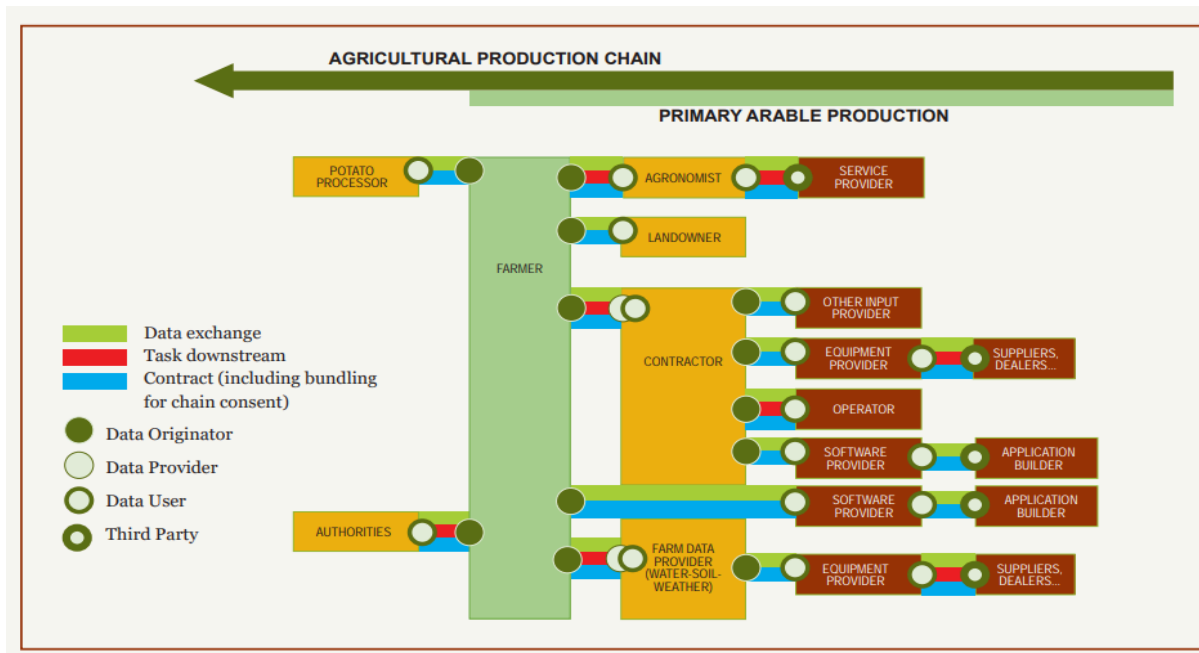 AGRICULTURAL PRODUCTION CHAIN
PRIMARY ARABLE PRODUCTION
POTATO
PROCESSOR
FARMER
AGRONOMIST
SERVICE
PROVIDER
LANDOWNER
CONTRACTOR
OTHER INPUT
PROVIDER
EQUIPMENT
PROVIDER
SUPPLIERS,
DEALERS...
OPERATOR
SOFTWARE
PROVIDER
APPLICATION
BUILDER
SOFTWARE
PROVIDER
APPLICATION
BUILDER
AUTHORITIES
FARM DATA
PROVIDER
(WATER-SOIL-
WEATHER)
EQUIPMENT
PROVIDER
SUPPLIERS,
DEALERS...
Data exchange
Task downstream
Contract (including bundling
for chain consent)
Data Originator
Data Provider
Data User
Third Party